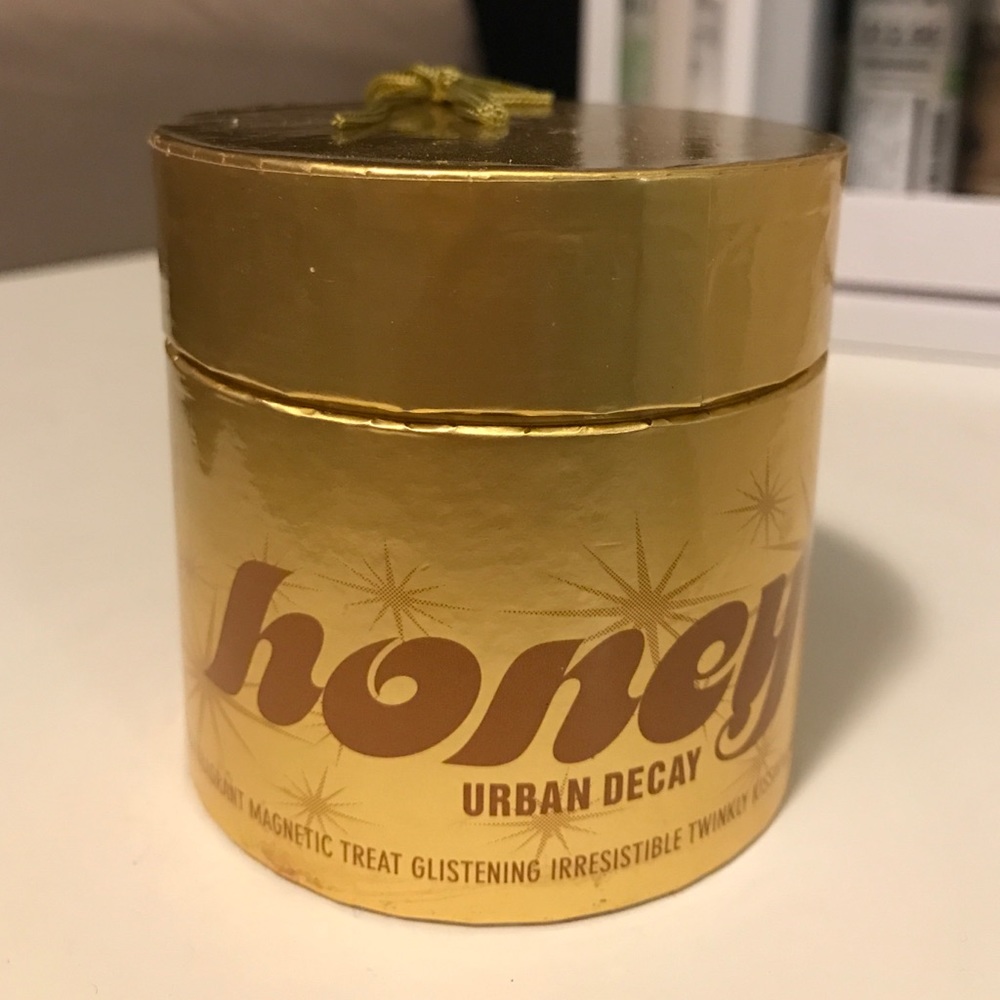 honey
URBAN DECAY
MAGNETIC TREAT GLISTENING IRRESISTIBLE TWINKLY